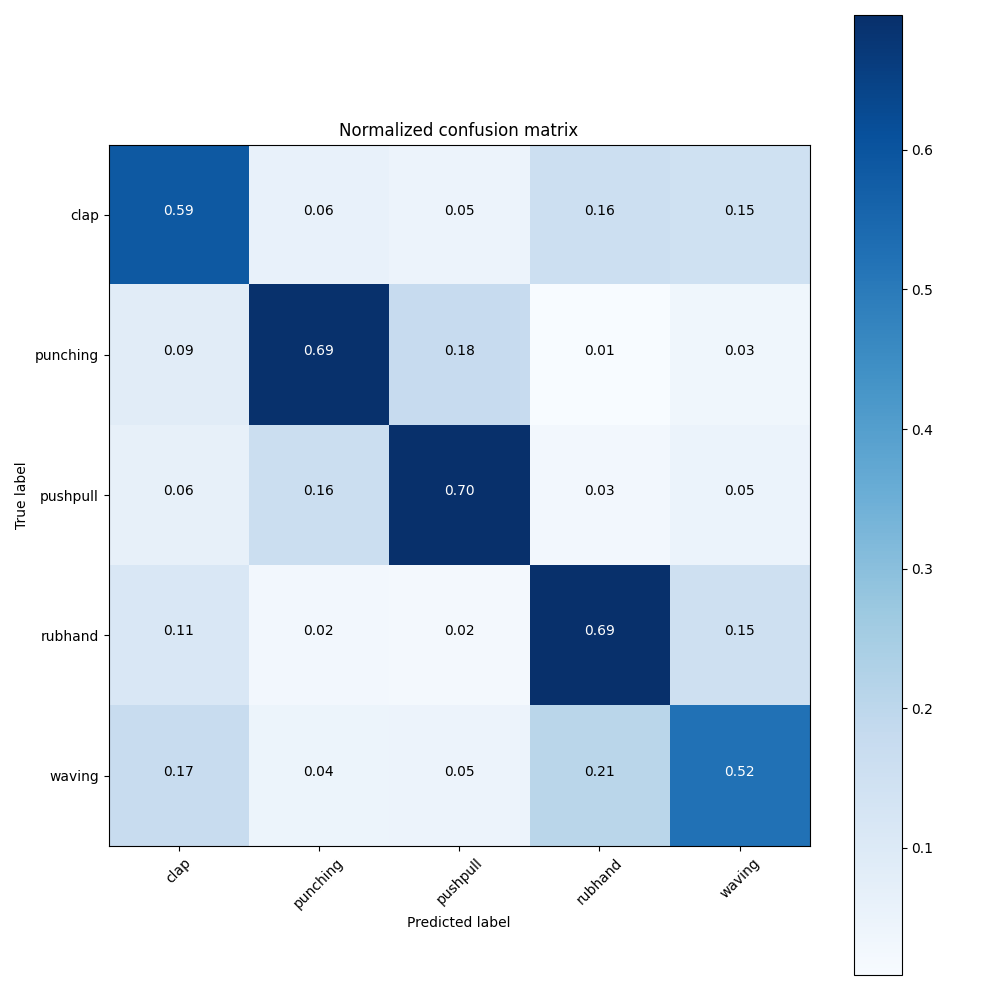 Normalized confusion matrix
clap 0.59 0.06 0.05 0.16 0.15
punching 0.09 0.69 0.18 0.01 0.03
pushpull 0.06 0.16 0.70 0.03 0.05
rubhand 0.11 0.02 0.02 0.69 0.15
waving 0.17 0.04 0.05 0.21 0.52
True label
clap punching pushpull rubhand waving
Predicted label
0.6
0.5
0.4
0.3
0.2
0.1